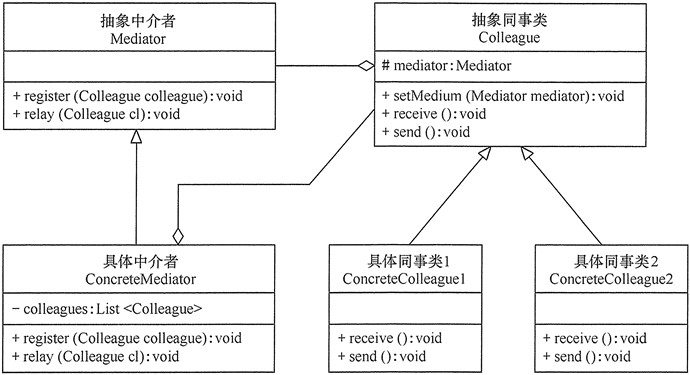 抽象中介者
Mediator
+ register (Colleague colleague): void
+ relay (Colleague cl): void
抽象同事类
Colleague
# mediator: Mediator
+ setMedium (Mediator mediator): void
+ receive (): void
+ send (): void
具体中介者
ConcreteMediator
− colleagues: List <Colleague>
+ register (Colleague colleague): void
+ relay (Colleague cl): void
具体同事类1
ConcreteColleague1
+ receive (): void
+ send (): void
具体同事类2
ConcreteColleague2
+ receive (): void
+ send (): void